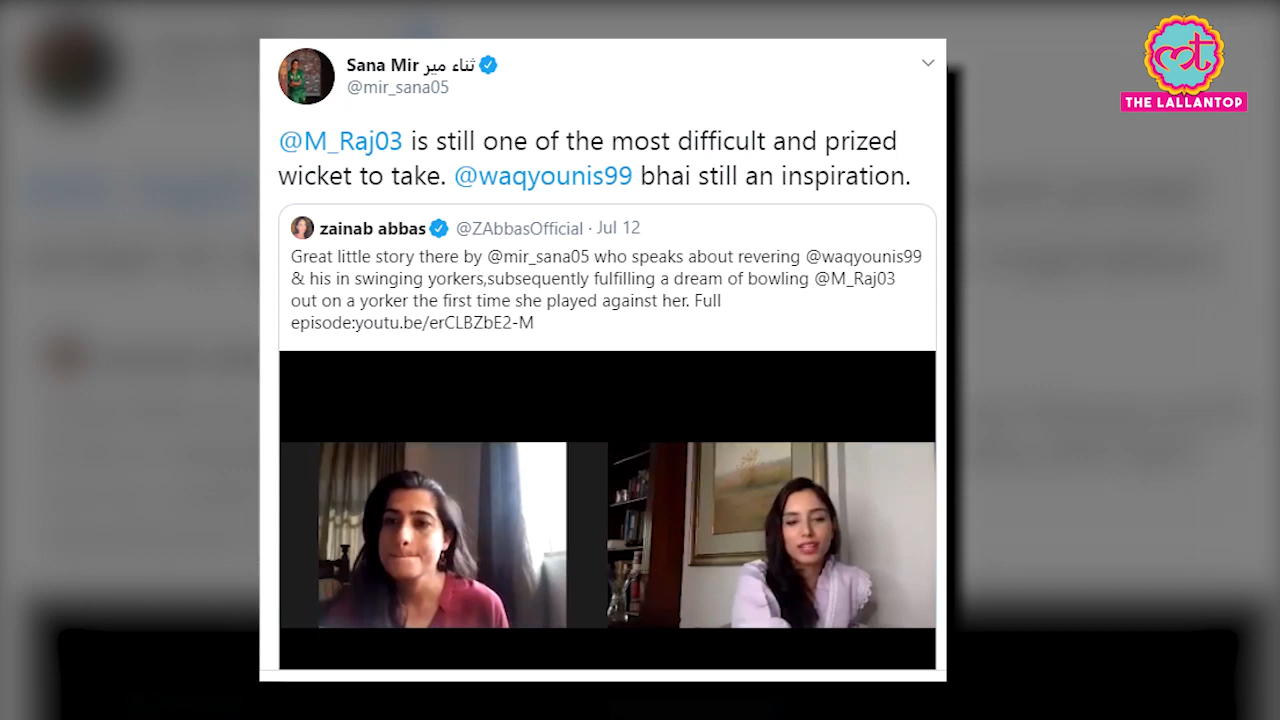 Sana Mir ثناء میر
@mir_sana05
@M_Raj03 is still one of the most difficult and prized
wicket to take. @waqyounis99 bhai still an inspiration.
zainab abbas @ZAbbasOfficial · Jul 12
Great little story there by @mir_sana05 who speaks about revering @waqyounis99
& his in swinging yorkers,subsequently fulfilling a dream of bowling @M_Raj03
out on a yorker the first time she played against her. Full
episode:youtu.be/erCLBZbE2-M
THE LALLANTOP